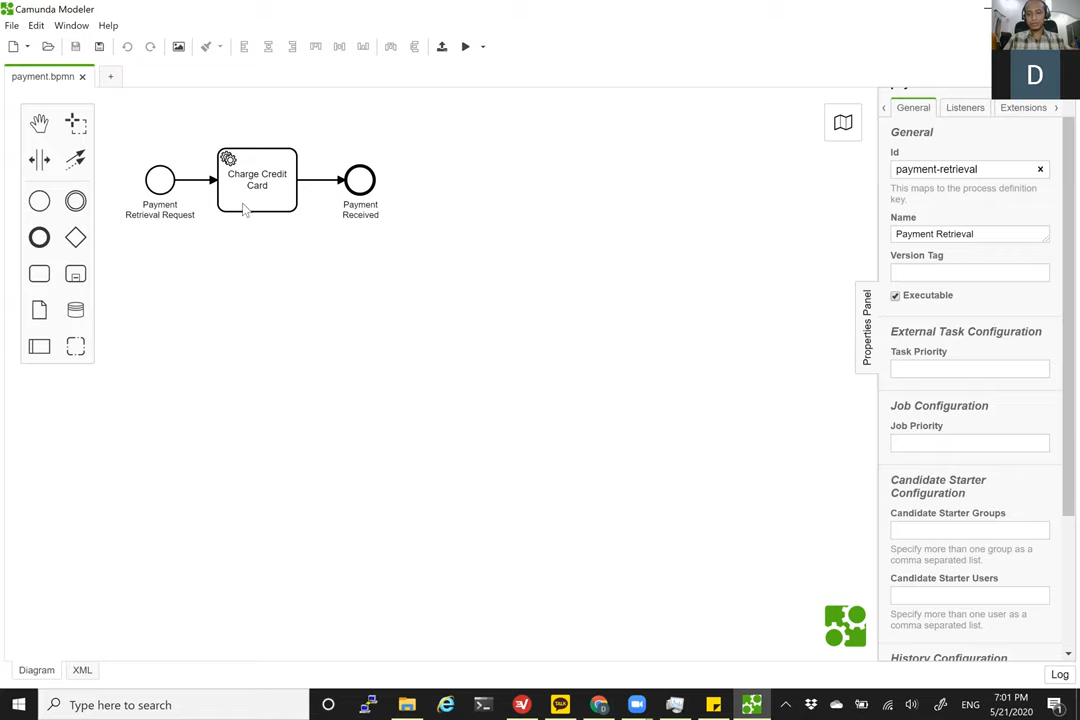 Camunda Modeler
File Edit Window Help
payment.bpmn × +
Charge Credit
Card
Payment
Retrieval Request
Payment
Received
D
General Listeners Extensions
General
Id
payment-retrieval
This maps to the process definition
key.
Name
Payment Retrieval
Version Tag
Executable
External Task Configuration
Task Priority
Job Configuration
Job Priority
Candidate Starter
Configuration
Candidate Starter Groups
Specify more than one group as a
comma separated list.
Candidate Starter Users
Specify more than one user as a
comma separated list.
History Configuration
Properties Panel
Diagram XML
Log
Type here to search
TALK
ENG
7:01 PM
5/21/2020
1